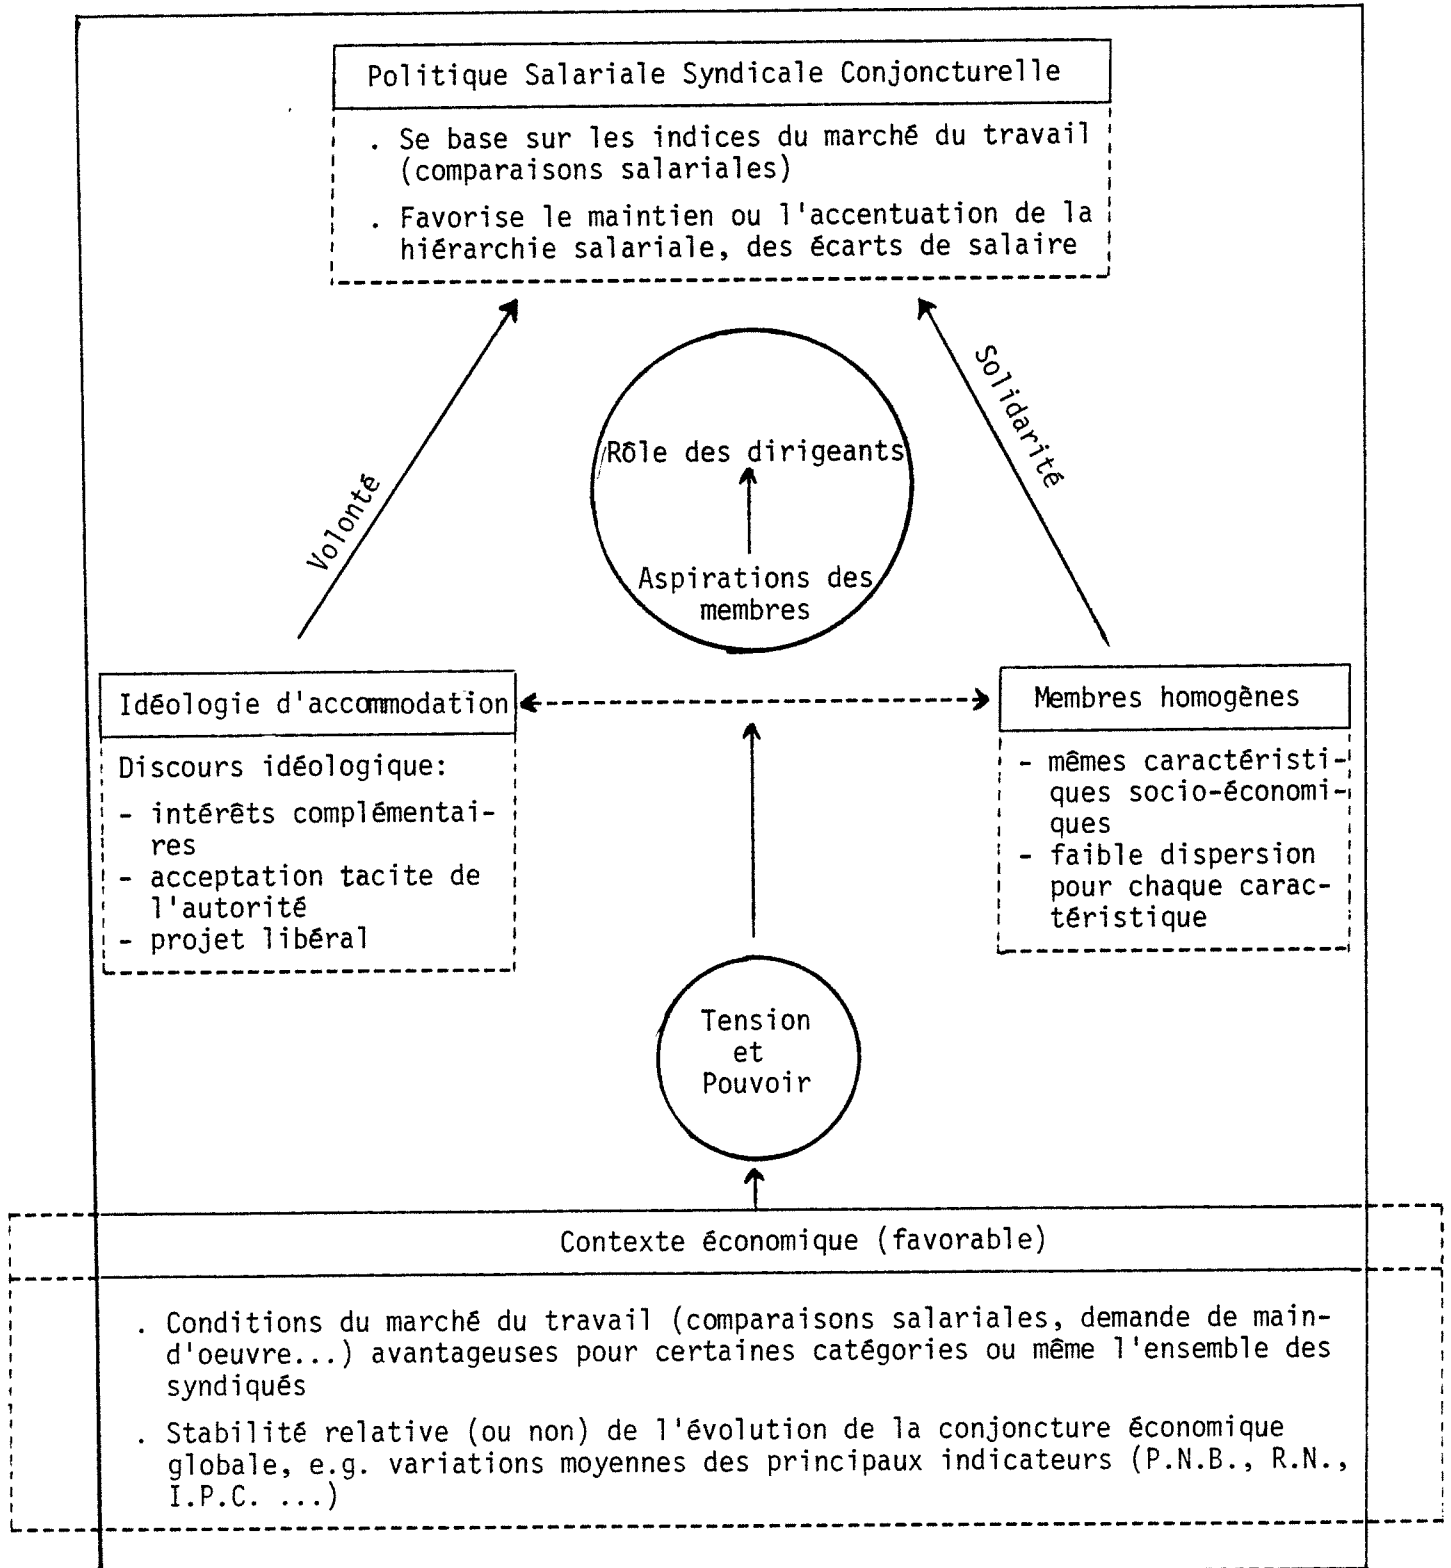 Politique Salariale Syndicale Conjoncturelle
. Se base sur les indices du marché du travail
(comparaisons salariales)
. Favorise le maintien ou l'accentuation de la
hiérarchie salariale, des écarts de salaire
Volonté
Solidarité
Rôle des dirigeants
Aspirations des
membres
Idéologie d'accommodation
Discours idéologique:
- intérêts complémentai-
res
- acceptation tacite de
l'autorité
- projet libéral
Membres homogènes
- mêmes caractéristi-
ques socio-économi-
ques
- faible dispersion
pour chaque carac-
téristique
Tension
et
Pouvoir
Contexte économique (favorable)
. Conditions du marché du travail (comparaisons salariales, demande de main-
d'oeuvre...) avantageuses pour certaines catégories ou même l'ensemble des
syndiqués
. Stabilité relative (ou non) de l'évolution de la conjoncture économique
globale, e.g. variations moyennes des principaux indicateurs (P.N.B., R.N.,
I.P.C. ...)